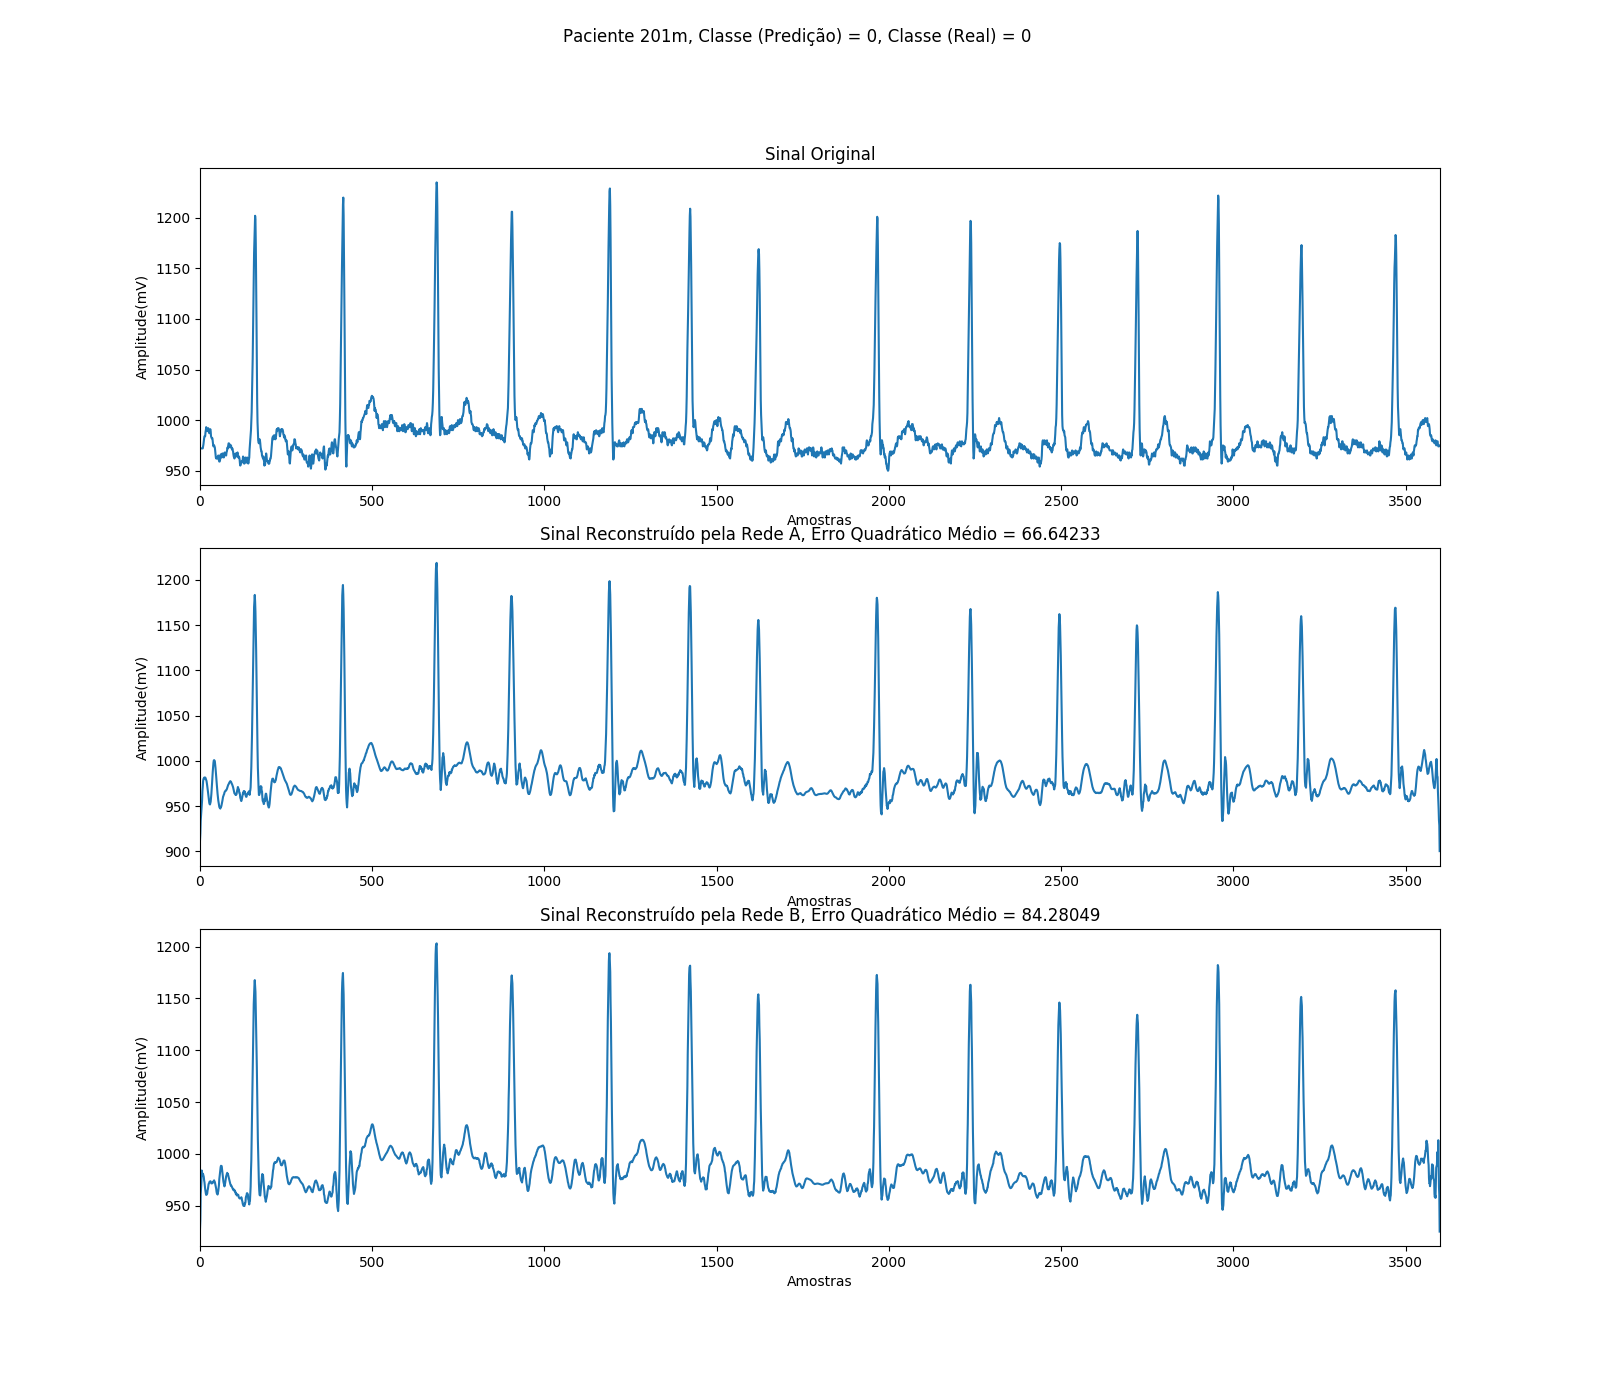 Paciente 201m, Classe (Predição) = 0, Classe (Real) = 0
Sinal Original
Amplitude(mV)
1200
1150
1100
1050
1000
950
0 500 1000 1500 2000 2500 3000 3500
Amostras
Sinal Reconstruído pela Rede A, Erro Quadrático Médio = 66.64233
Amplitude(mV)
1200
1150
1100
1050
1000
950
900
0 500 1000 1500 2000 2500 3000 3500
Amostras
Sinal Reconstruído pela Rede B, Erro Quadrático Médio = 84.28049
Amplitude(mV)
1200
1150
1100
1050
1000
950
0 500 1000 1500 2000 2500 3000 3500
Amostras